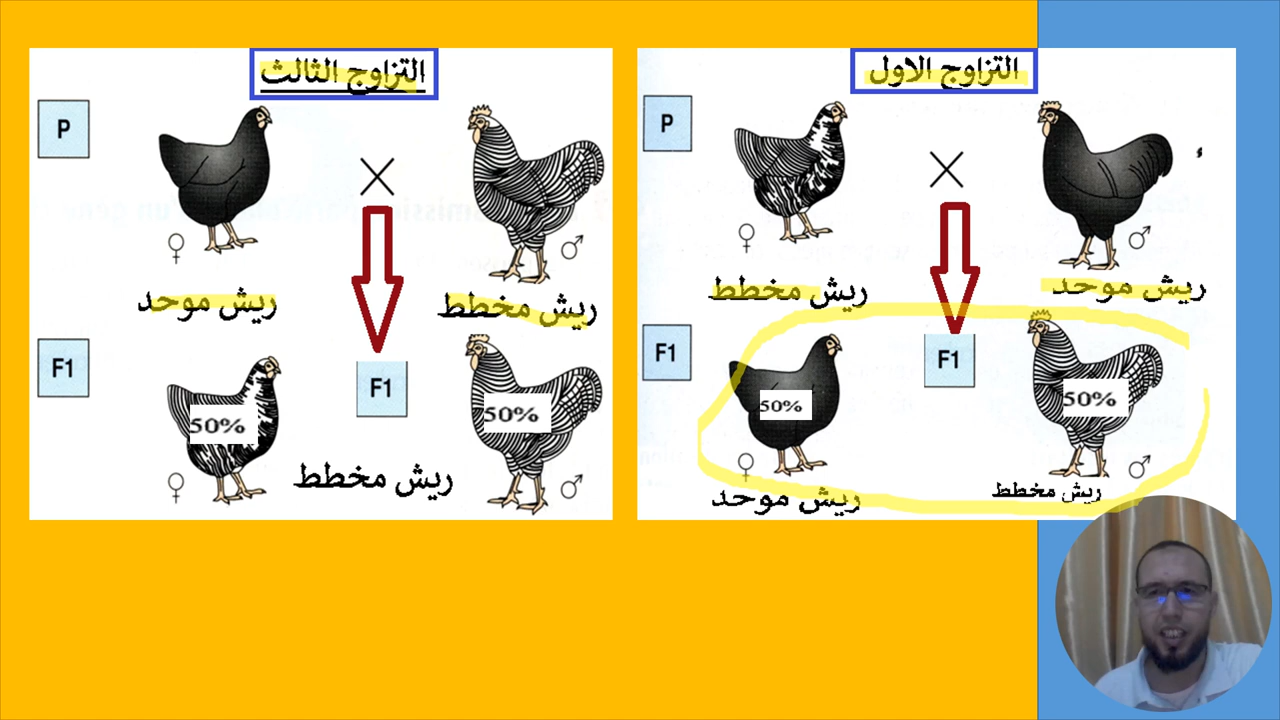 التزاوج الاول
P
×
♀
♂
ريش موحد
ريش مخطط
F1
F1
50%
50%
♀
♂
ريش مخطط
ريش موحد
التزاوج الثالث
P
×
♀
♂
ريش مخطط
ريش موحد
F1
F1
50%
50%
♀
♂
ريش مخطط